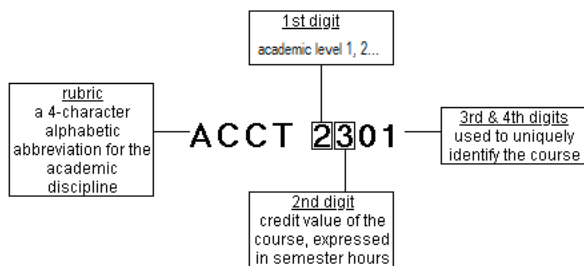 1st digit
academic level 1, 2...
rubric
a 4-character
alphabetic
abbreviation for the
academic
discipline
ACCT 2301
3rd & 4th digits
used to uniquely
identify the course
2nd digit
credit value of the
course, expressed
in semester hours